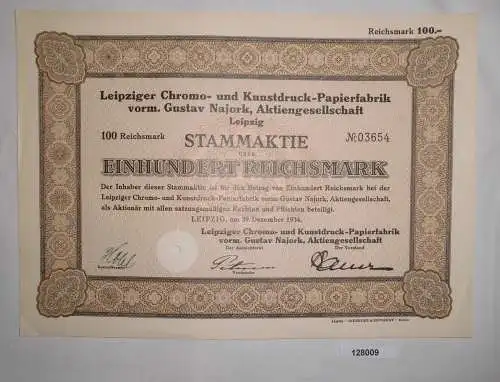 Reichsmark 100.–
Leipziger Chromo- und Kunstdruck-Papierfabrik
vorm. Gustav Najork, Aktiengesellschaft
Leipzig
100 Reichsmark STAMMAKTIE № 03654
über
EINHUNDERT REICHSMARK
Der Inhaber dieser Stammaktie ist für den Betrag von Einhundert Reichsmark bei der
Leipziger Chromo- und Kunstdruck-Papierfabrik vorm. Gustav Najork, Aktiengesellschaft,
als Aktionär mit allen satzungsmäßigen Rechten und Pflichten beteiligt.
LEIPZIG, im Dezember 1934.
Leipziger Chromo- und Kunstdruck-Papierfabrik
vorm. Gustav Najork, Aktiengesellschaft
Der Aufsichtsrat Der Vorstand
Vorsitzender
128009